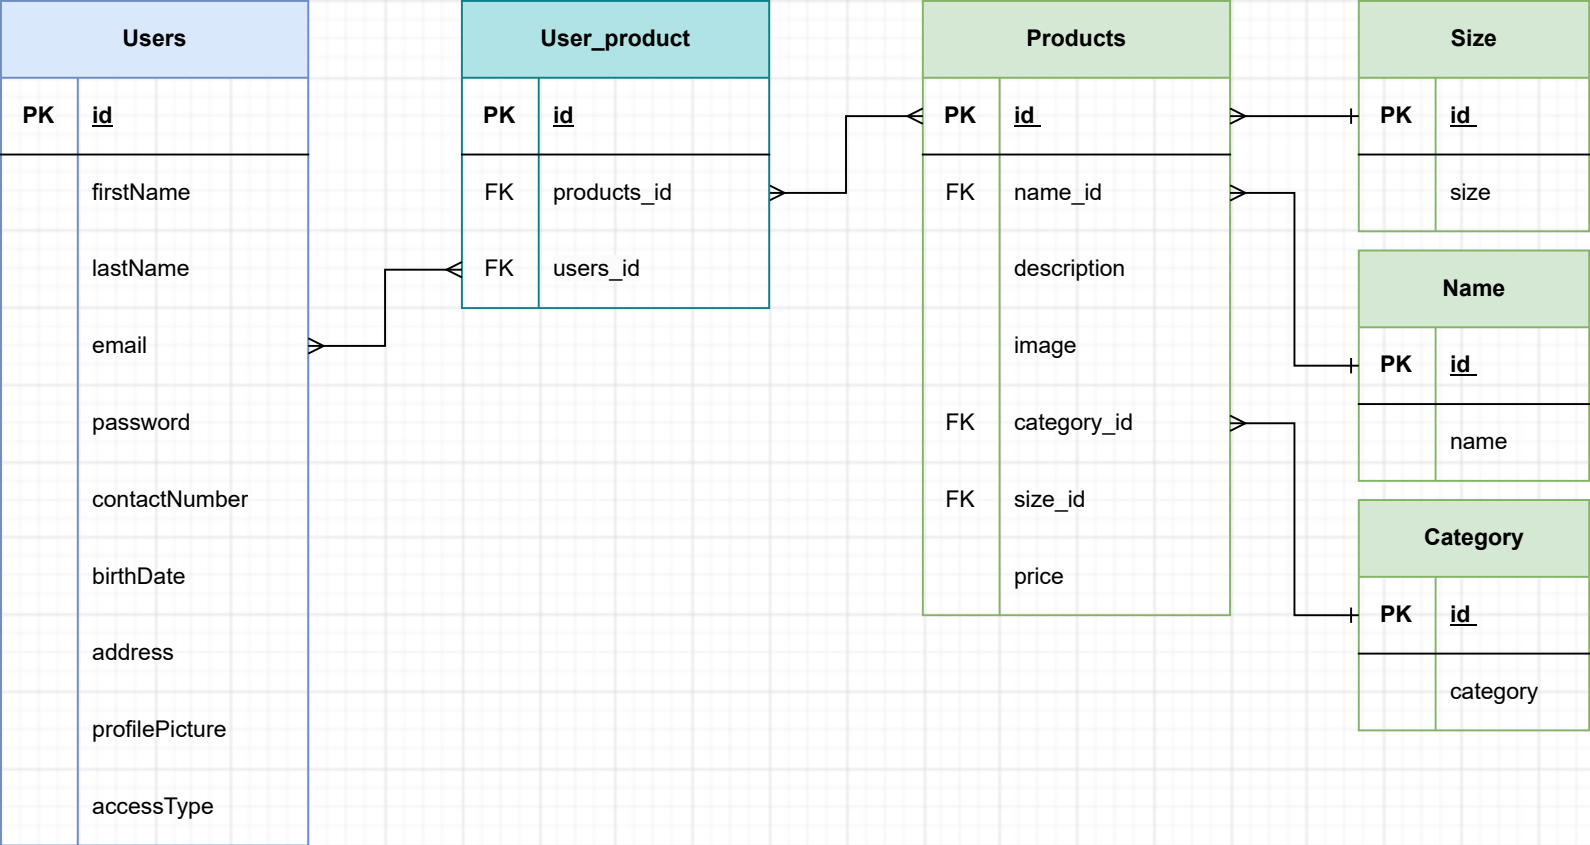 Users
PK id
firstName
lastName
email
password
contactNumber
birthDate
address
profilePicture
accessType
User_product
PK id
FK products_id
FK users_id
Products
PK id
FK name_id
description
image
FK category_id
FK size_id
price
Size
PK id
size
Name
PK id
name
Category
PK id
category